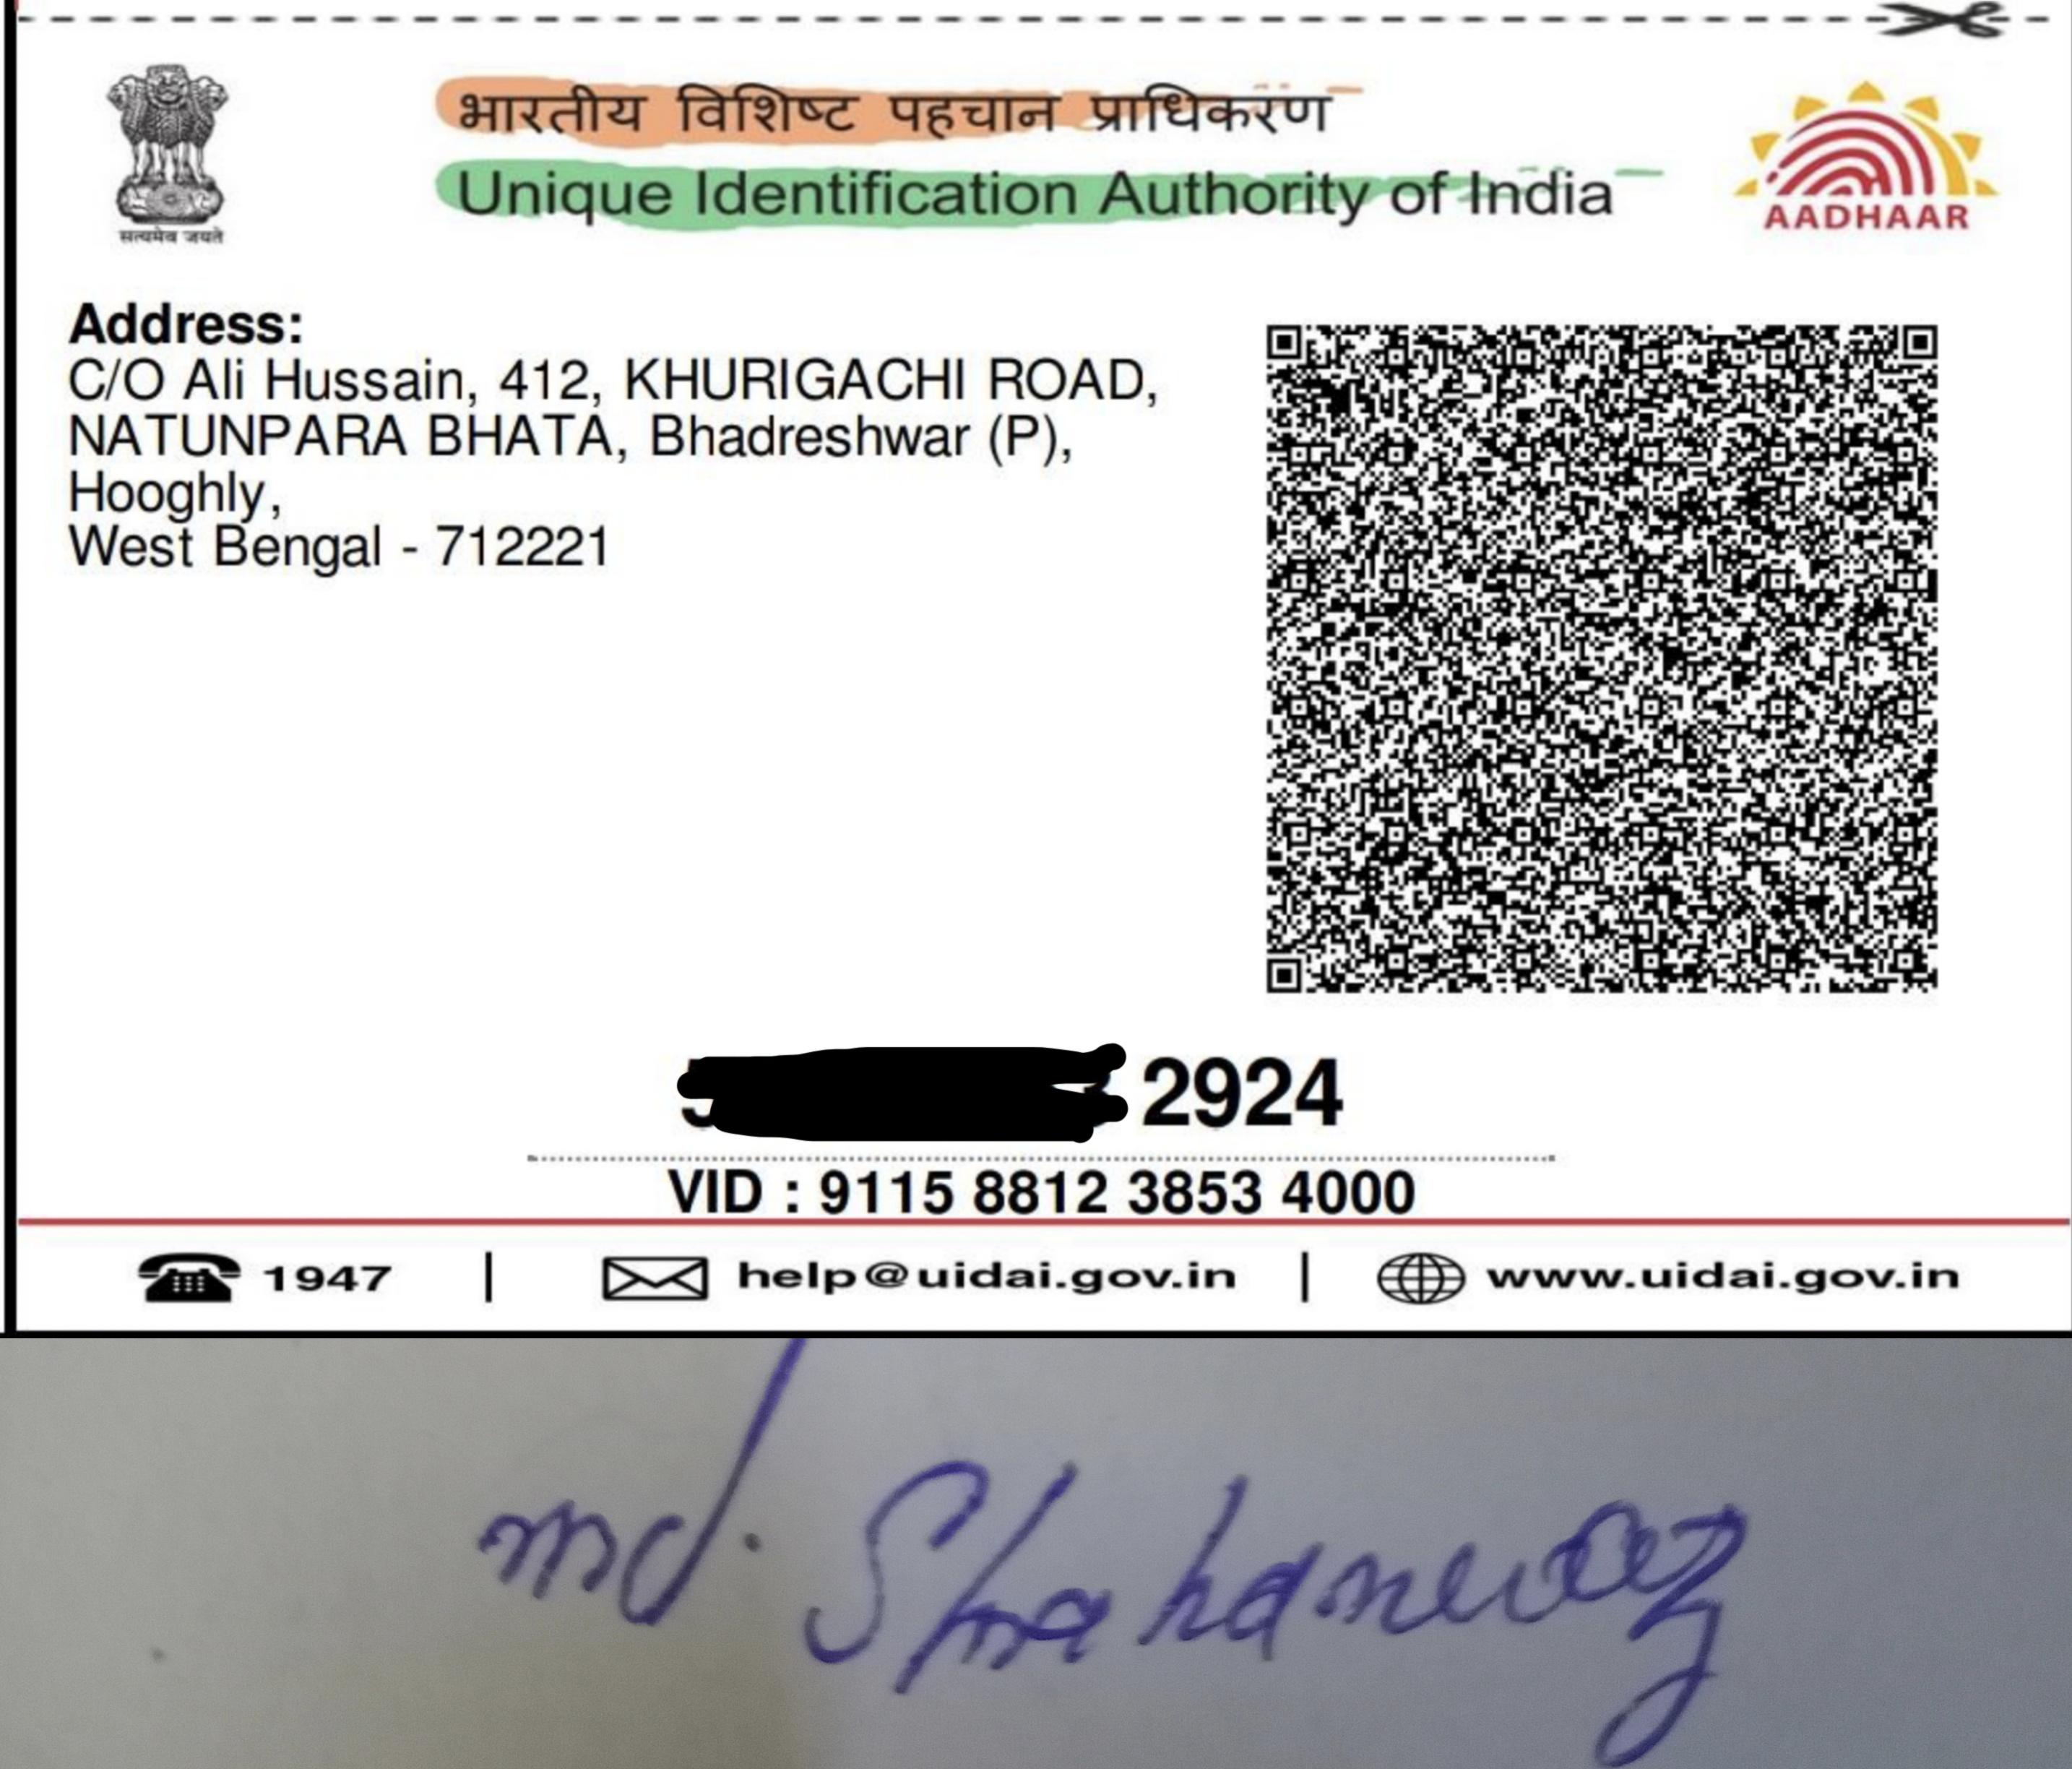 सत्यमेव जयते
भारतीय विशिष्ट पहचान प्राधिकरण
Unique Identification Authority of India
AADHAAR
Address:
C/O Ali Hussain, 412, KHURIGACHI ROAD,
NATUNPARA BHATA, Bhadreshwar (P),
Hooghly,
West Bengal - 712221
2924
VID : 9115 8812 3853 4000
1947 | help@uidai.gov.in | www.uidai.gov.in
md. Shahanewaz